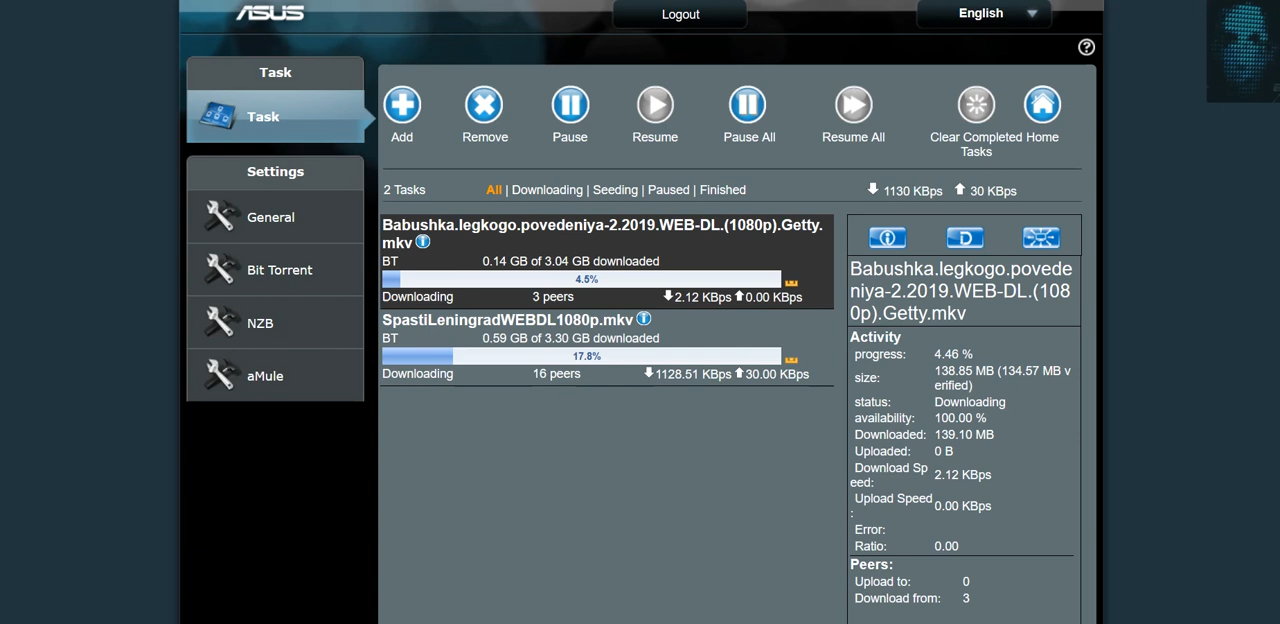 ASUS
Logout
English
Task
Task
Settings
General
Bit Torrent
NZB
aMule
Add
Remove
Pause
Resume
Pause All
Resume All
Clear Completed
Tasks
Home
2 Tasks
All | Downloading | Seeding | Paused | Finished
1130 KBps
30 KBps
Babushka.legkogo.povedeniya-2.2019.WEB-DL.(1080p).Getty.
mkv
BT 0.14 GB of 3.04 GB downloaded
4.5%
Downloading 3 peers 2.12 KBps 0.00 KBps
SpastiLeningradWEBDL1080p.mkv
BT 0.59 GB of 3.30 GB downloaded
17.8%
Downloading 16 peers 1128.51 KBps 30.00 KBps
D
Babushka.legkogo.povede
niya-2.2019.WEB-DL.(108
0p).Getty.mkv
Activity
progress: 4.46 %
size: 138.85 MB (134.57 MB v
erified)
status: Downloading
availability: 100.00 %
Downloaded: 139.10 MB
Uploaded: 0 B
Download Sp
eed: 2.12 KBps
Upload Speed
: 0.00 KBps
Error:
Ratio: 0.00
Peers:
Upload to: 0
Download from: 3